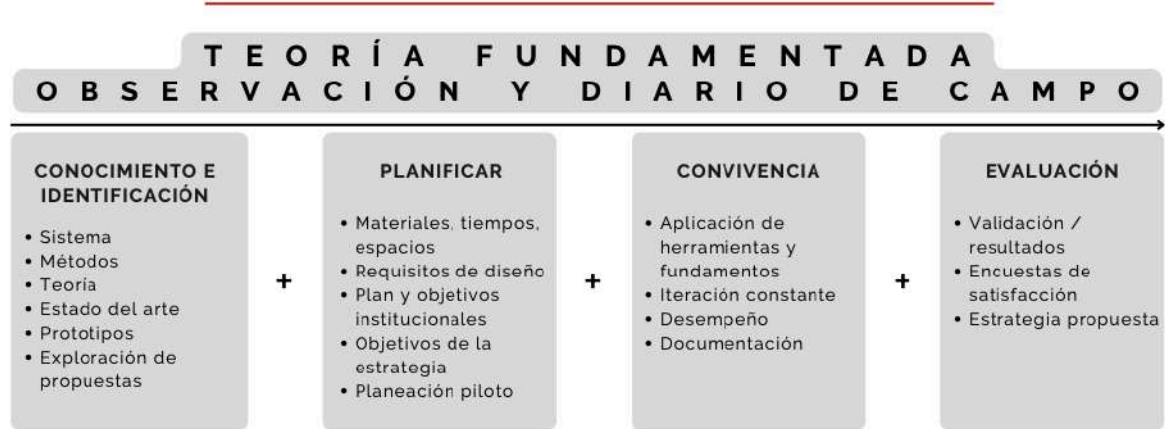 TEORÍA FUNDAMENTADA
OBSERVACIÓN Y DIARIO DE CAMPO
CONOCIMIENTO E
IDENTIFICACIÓN
• Sistema
• Métodos
• Teoría
• Estado del arte
• Prototipos
• Exploración de
propuestas
+
PLANIFICAR
• Materiales, tiempos,
espacios
• Requisitos de diseño
• Plan y objetivos
institucionales
• Objetivos de la
estrategia
• Planeación piloto
+
CONVIVENCIA
• Aplicación de
herramientas y
fundamentos
• Iteración constante
• Desempeño
• Documentación
+
EVALUACIÓN
• Validación /
resultados
• Encuestas de
satisfacción
• Estrategia propuesta